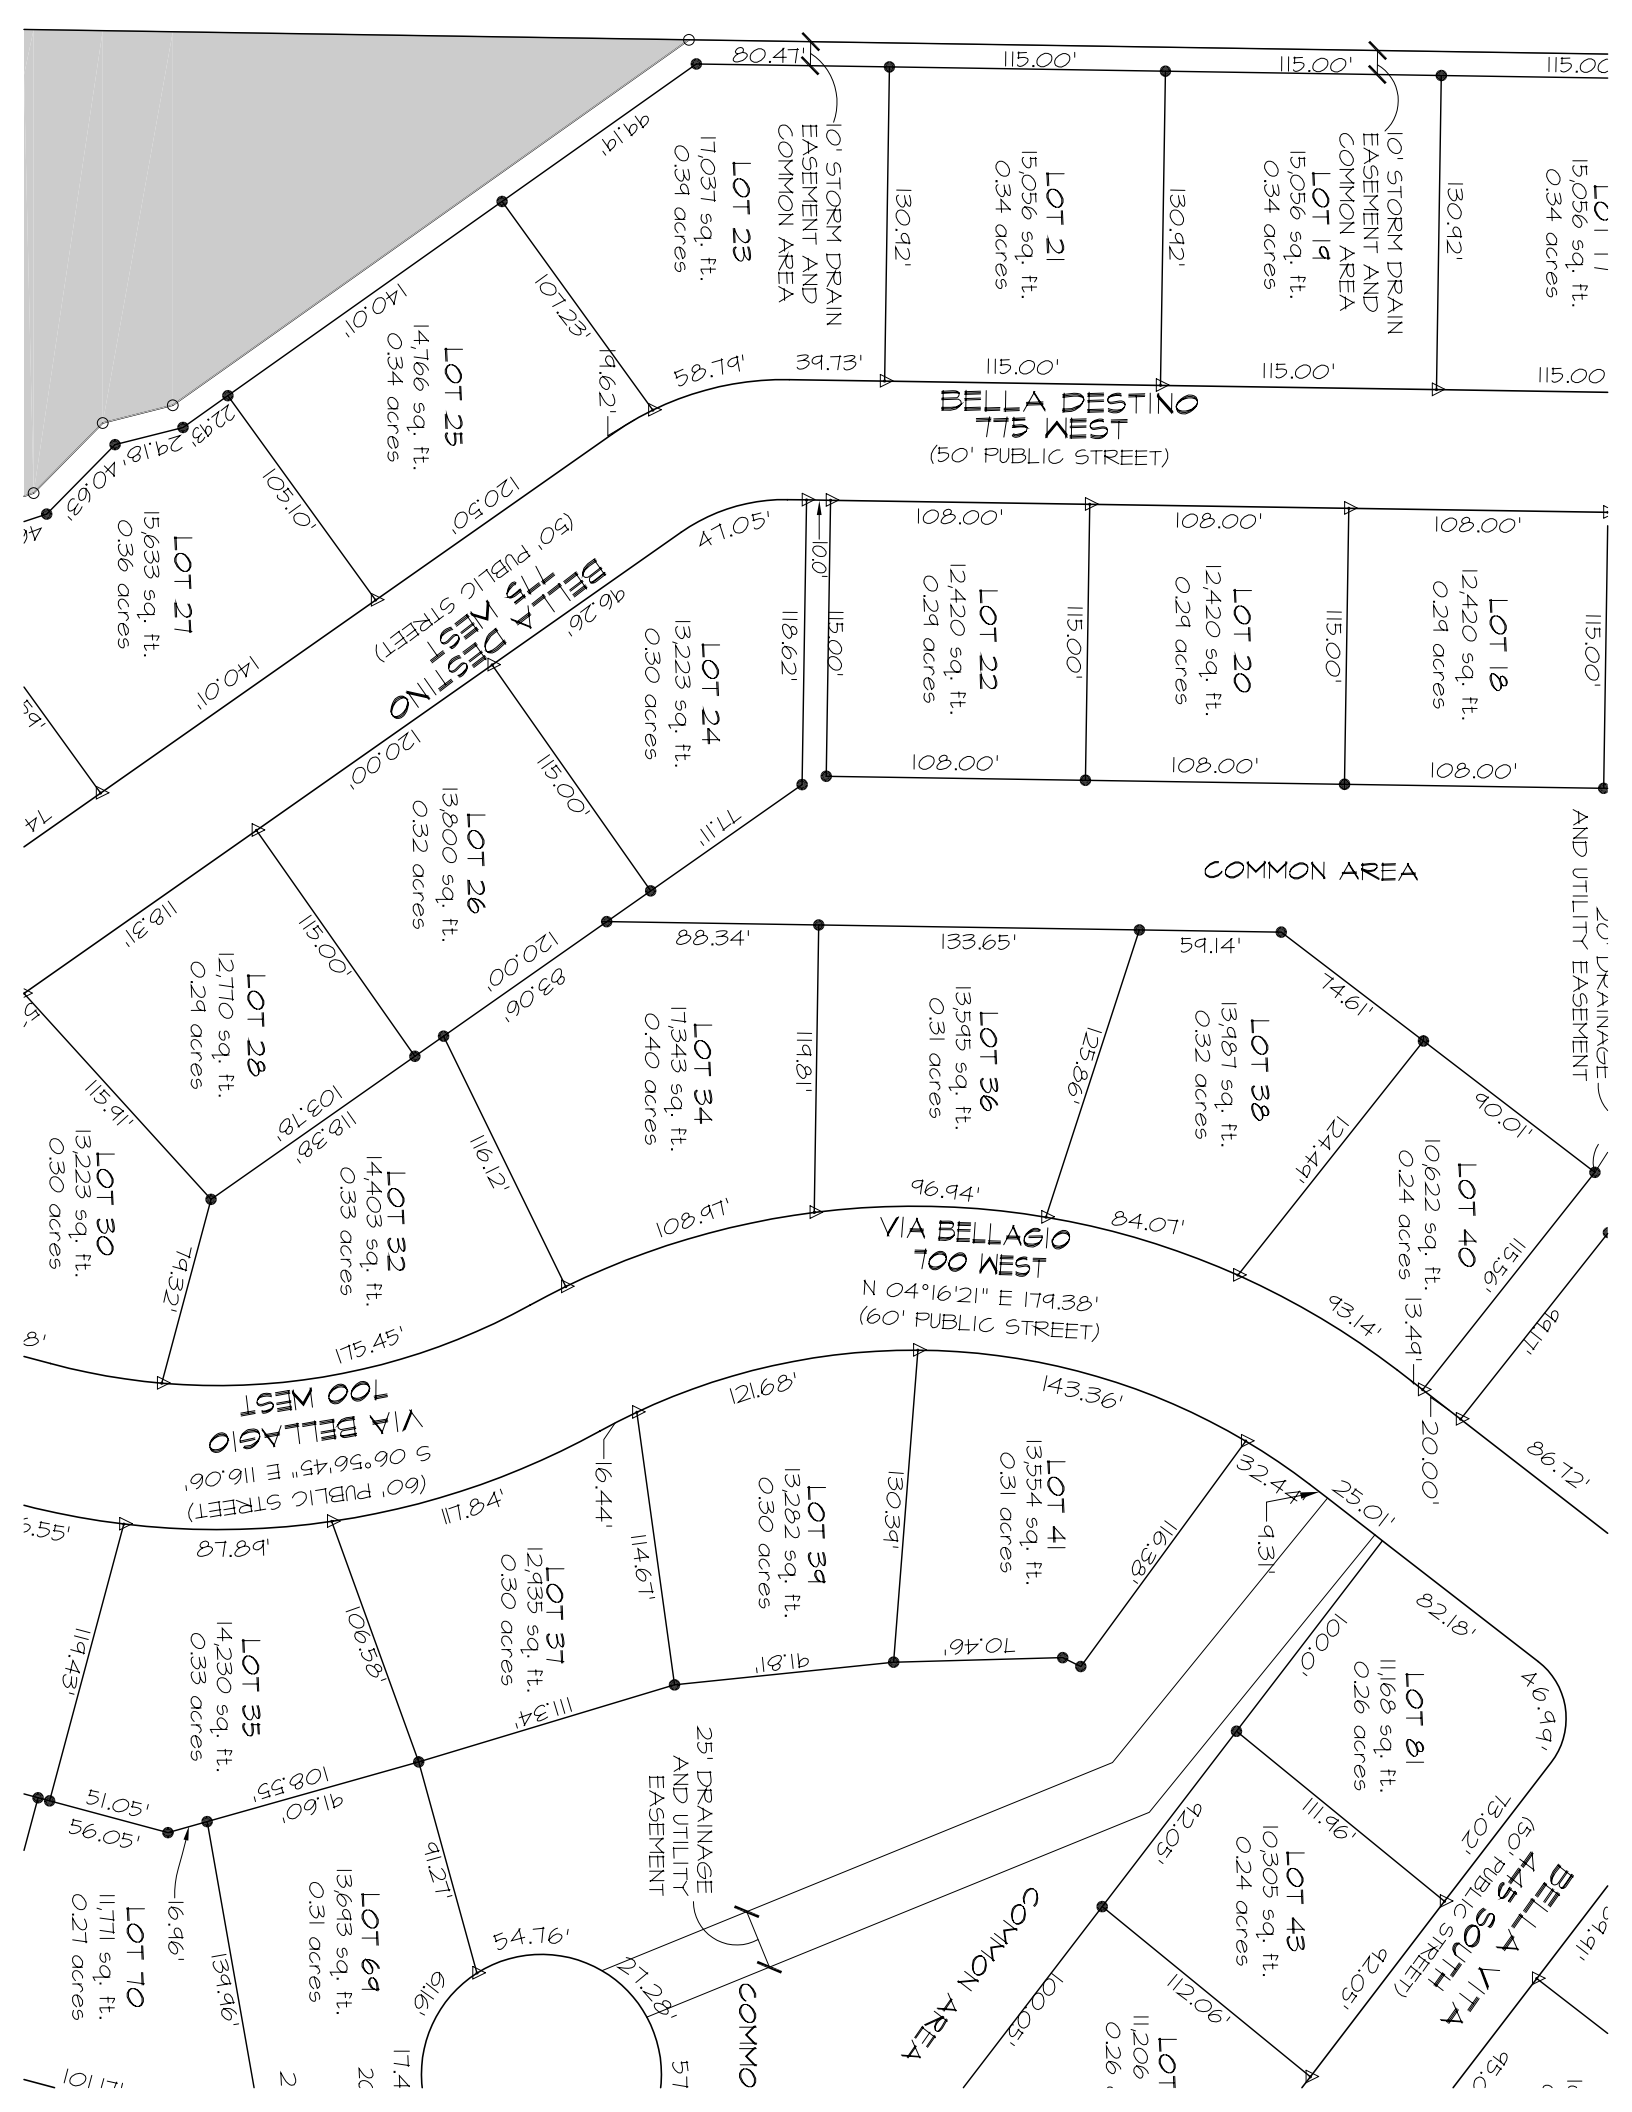 80.47'
115.00'
115.00'
115.00
99.19'
LOT 23
17,037 sq. ft.
0.39 acres
10' STORM DRAIN
EASEMENT AND
COMMON AREA
130.92'
LOT 21
15,056 sq. ft.
0.34 acres
130.92'
LOT 19
15,056 sq. ft.
0.34 acres
10' STORM DRAIN
EASEMENT AND
COMMON AREA
130.92'
15,056 sq. ft.
0.34 acres
140.01'
107.23'
19.62'
58.79'
39.73'
115.00'
115.00'
115.00
LOT 25
14,766 sq. ft.
0.34 acres
BELLA DESTINO
775 WEST
(50' PUBLIC STREET)
22.93'
29.18'
40.63'
105.10'
120.50'
LOT 27
15,633 sq. ft.
0.36 acres
140.01'
(50' PUBLIC STREET)
775 WEST
BELLA DESTINO
47.05'
96.26'
10.0'
108.00'
108.00'
108.00'
LOT 24
13,223 sq. ft.
0.30 acres
118.62'
115.00'
LOT 22
12,420 sq. ft.
0.29 acres
115.00'
LOT 20
12,420 sq. ft.
0.29 acres
115.00'
LOT 18
12,420 sq. ft.
0.29 acres
115.00'
59'
74
120.00'
115.00'
77.11'
108.00'
108.00'
108.00'
LOT 26
13,800 sq. ft.
0.32 acres
COMMON AREA
20' DRAINAGE
AND UTILITY EASEMENT
118.31'
115.00'
120.00'
83.06'
88.34'
133.65'
59.14'
74.61'
LOT 28
12,770 sq. ft.
0.29 acres
LOT 34
17,343 sq. ft.
0.40 acres
119.81'
LOT 36
13,595 sq. ft.
0.31 acres
125.86'
LOT 38
13,987 sq. ft.
0.32 acres
124.49'
90.01'
115.91'
103.78'
118.38'
116.12'
LOT 30
13,223 sq. ft.
0.30 acres
LOT 32
14,403 sq. ft.
0.33 acres
LOT 40
10,622 sq. ft.
0.24 acres
115.56'
99.17'
79.32'
108.97'
96.94'
84.07'
93.14'
13.49'
20.00'
86.72'
VIA BELLAGIO
700 WEST
N 04°16'21" E 179.38'
(60' PUBLIC STREET)
8'
175.45'
VIA BELLAGIO
700 WEST
S 06°56'45" E 116.06'
(60' PUBLIC STREET)
121.68'
143.36'
16.44'
32.44'
9.31'
25.01'
5.55'
87.89'
117.84'
114.67'
LOT 39
13,282 sq. ft.
0.30 acres
130.39'
LOT 41
13,554 sq. ft.
0.31 acres
116.38'
119.43'
106.58'
LOT 37
12,935 sq. ft.
0.30 acres
100.0'
82.18'
46.99'
LOT 35
14,230 sq. ft.
0.33 acres
111.34'
91.81'
70.46'
LOT 81
11,168 sq. ft.
0.26 acres
51.05'
56.05'
108.55'
91.60'
25' DRAINAGE
AND UTILITY
EASEMENT
92.05'
111.96'
73.02'
(50' PUBLIC STREET)
445 SOUTH
BELLA VITA
16.96'
91.27'
LOT 70
11,771 sq. ft.
0.27 acres
LOT 69
13,693 sq. ft.
0.31 acres
139.96'
54.76'
61.16'
27.28'
COMMO
COMMON AREA
LOT 43
10,305 sq. ft.
0.24 acres
92.05'
100.05'
112.06'
LOT
11,206
0.26
17.4
57